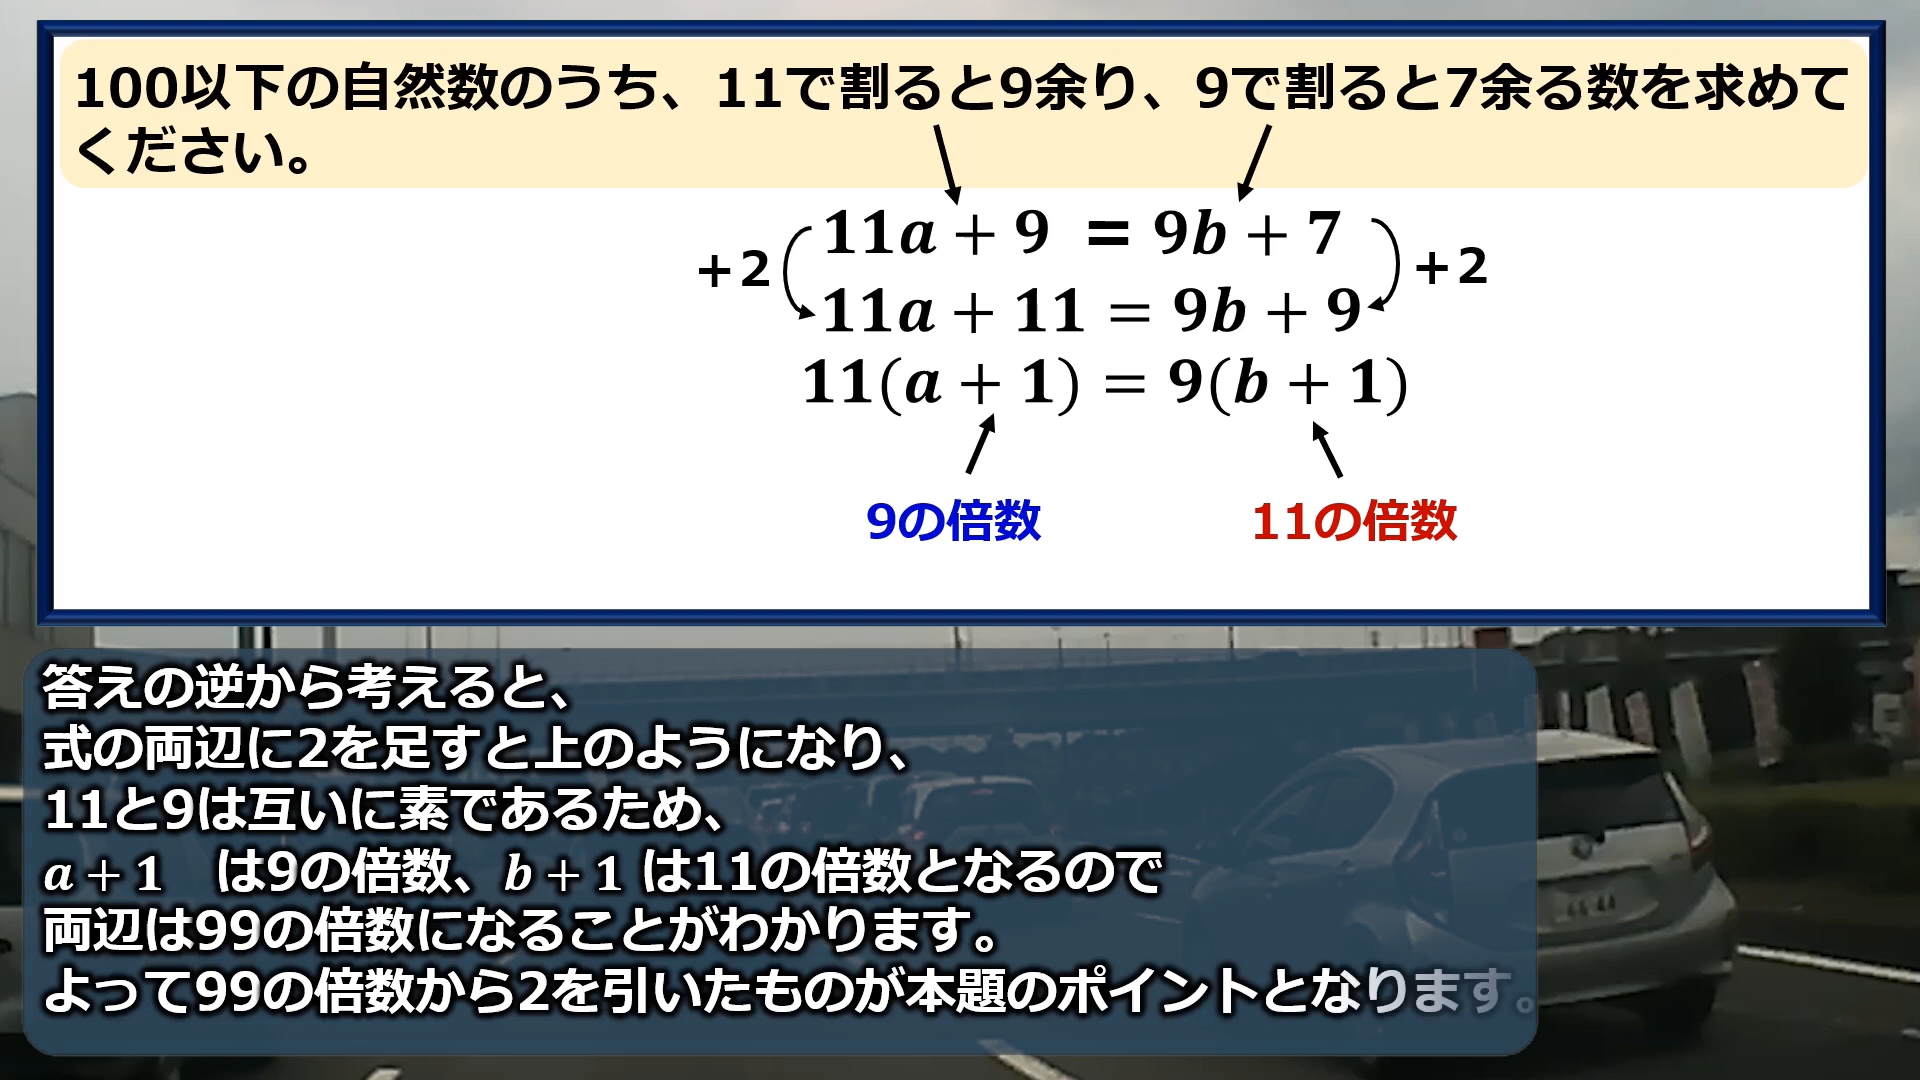 100以下の自然数のうち、11で割ると9余り、9で割ると7余る数を求めて
ください。
11a + 9 = 9b + 7
+2
+2
11a + 11 = 9b + 9
11(a + 1) = 9(b + 1)
9の倍数
11の倍数
答えの逆から考えると、
式の両辺に2を足すと上のようになり、
11と9は互いに素であるため、
a + 1 は9の倍数、b + 1 は11の倍数となるので
両辺は99の倍数になることがわかります。
よって99の倍数から2を引いたものが本題のポイントとなります。